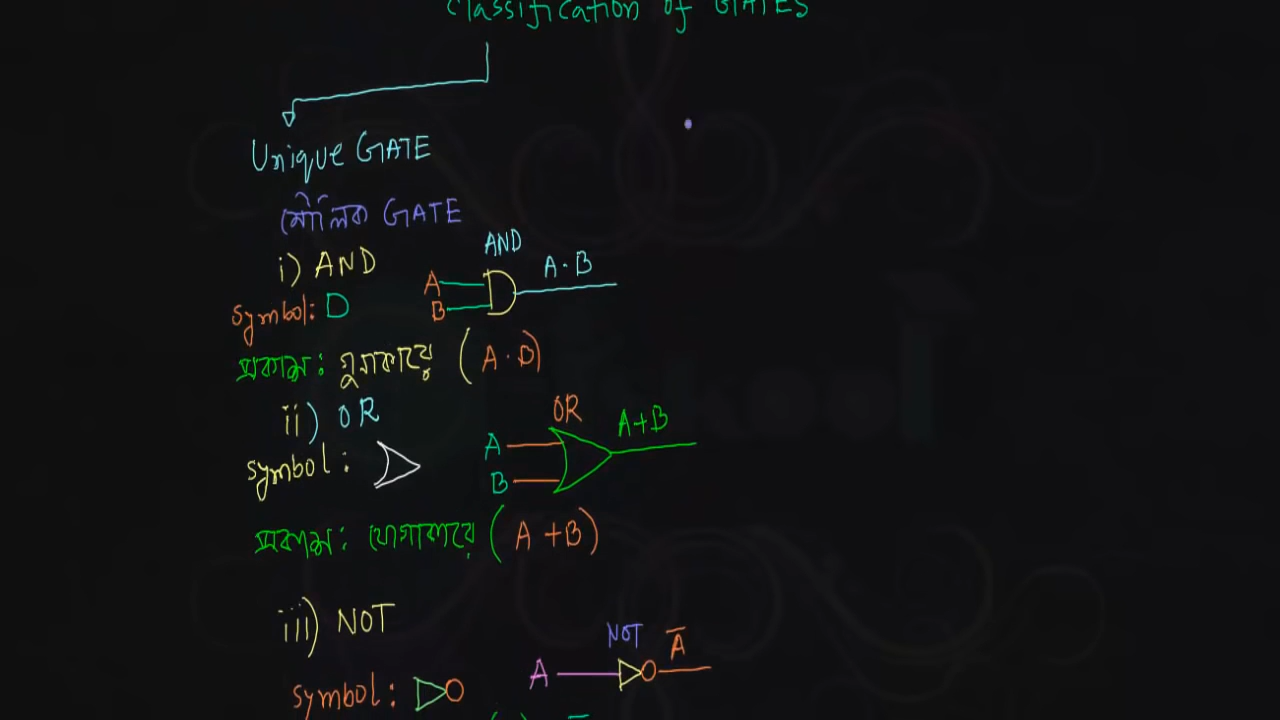 Classification of GATES
Unique GATE
মৌলিক GATE
i) AND
AND
A
B
A·B
symbol: D
প্রকাশ: গুনাকারে (A·B)
ii) OR
OR
A
B
A+B
symbol:
প্রকাশ: যোগাকারে (A+B)
iii) NOT
NOT
A
A̅
symbol: